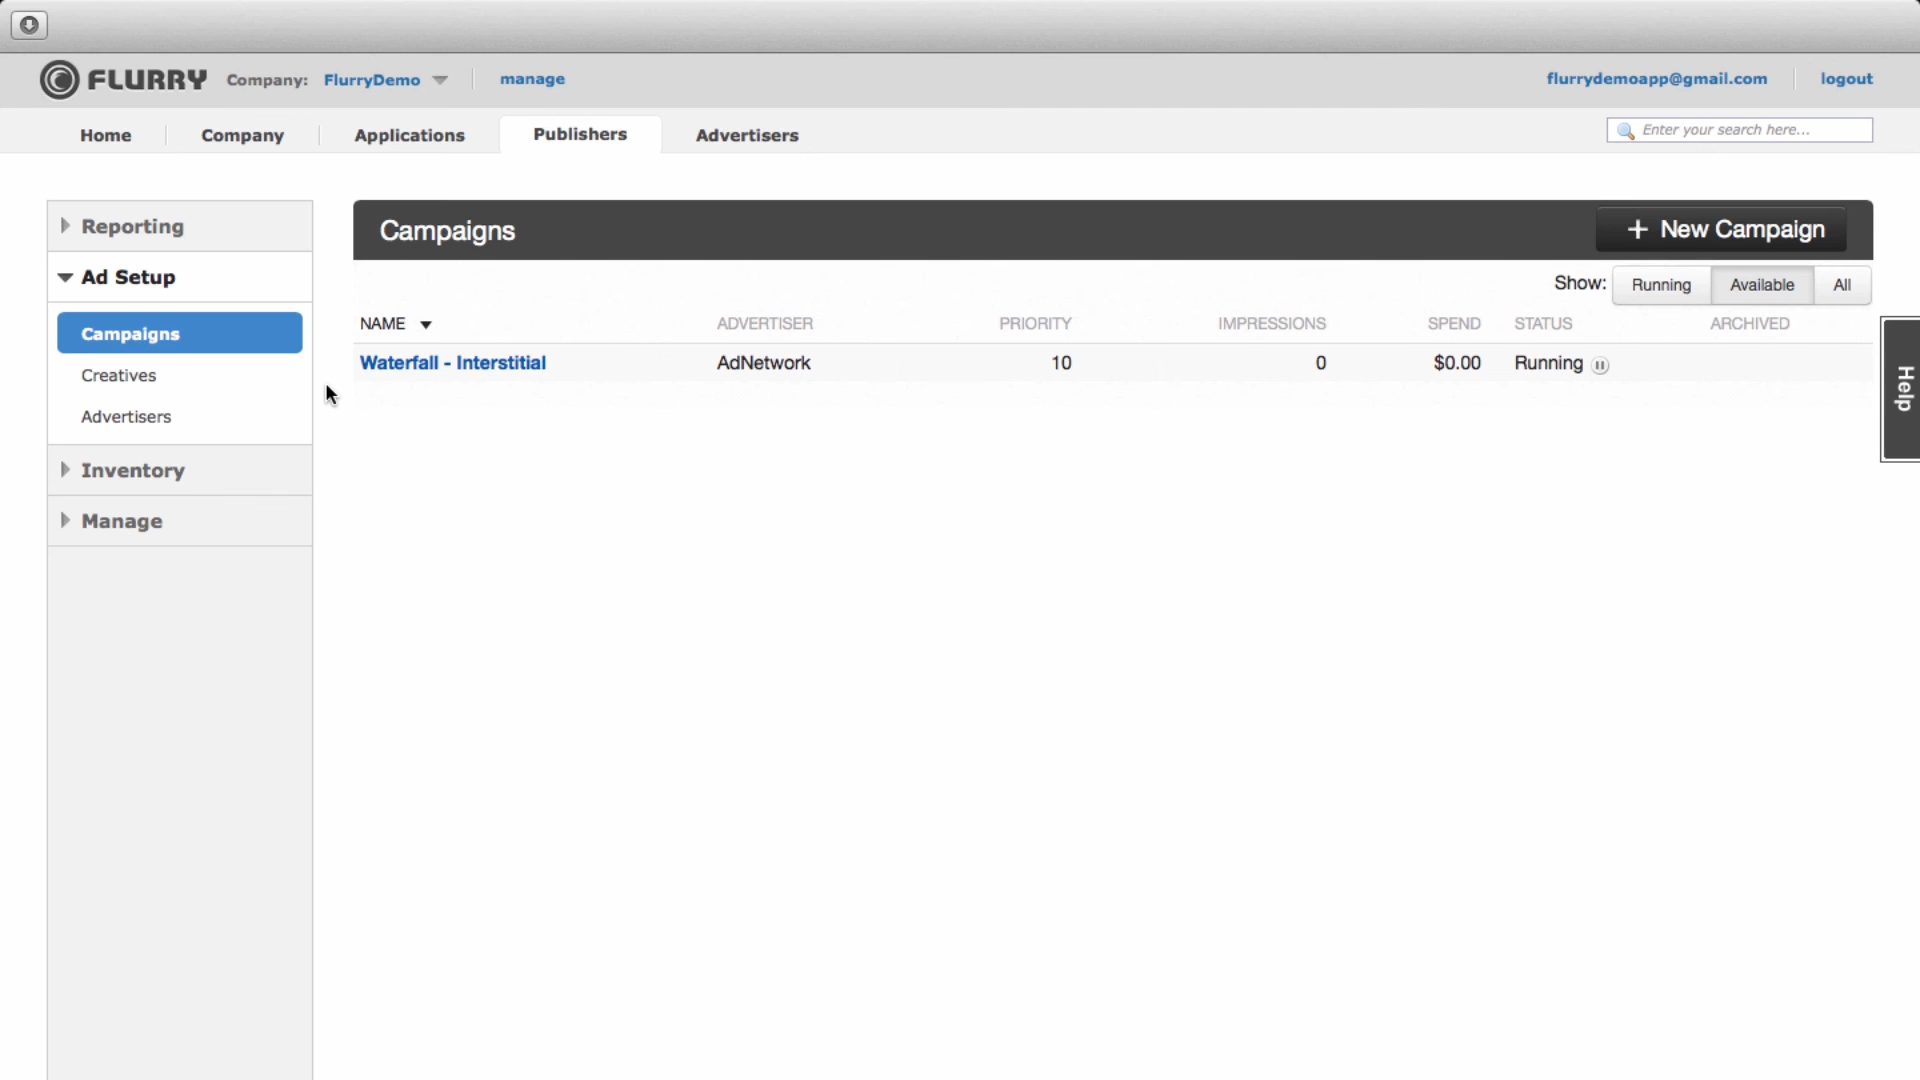 FLURRY Company: FlurryDemo manage flurrydemoapp@gmail.com logout
Home Company Applications Publishers Advertisers Enter your search here...
Reporting
Ad Setup
Campaigns
Creatives
Advertisers
Inventory
Manage
Campaigns + New Campaign
Show: Running Available All
NAME ADVERTISER PRIORITY IMPRESSIONS SPEND STATUS ARCHIVED
Waterfall - Interstitial AdNetwork 10 0 $0.00 Running
Help